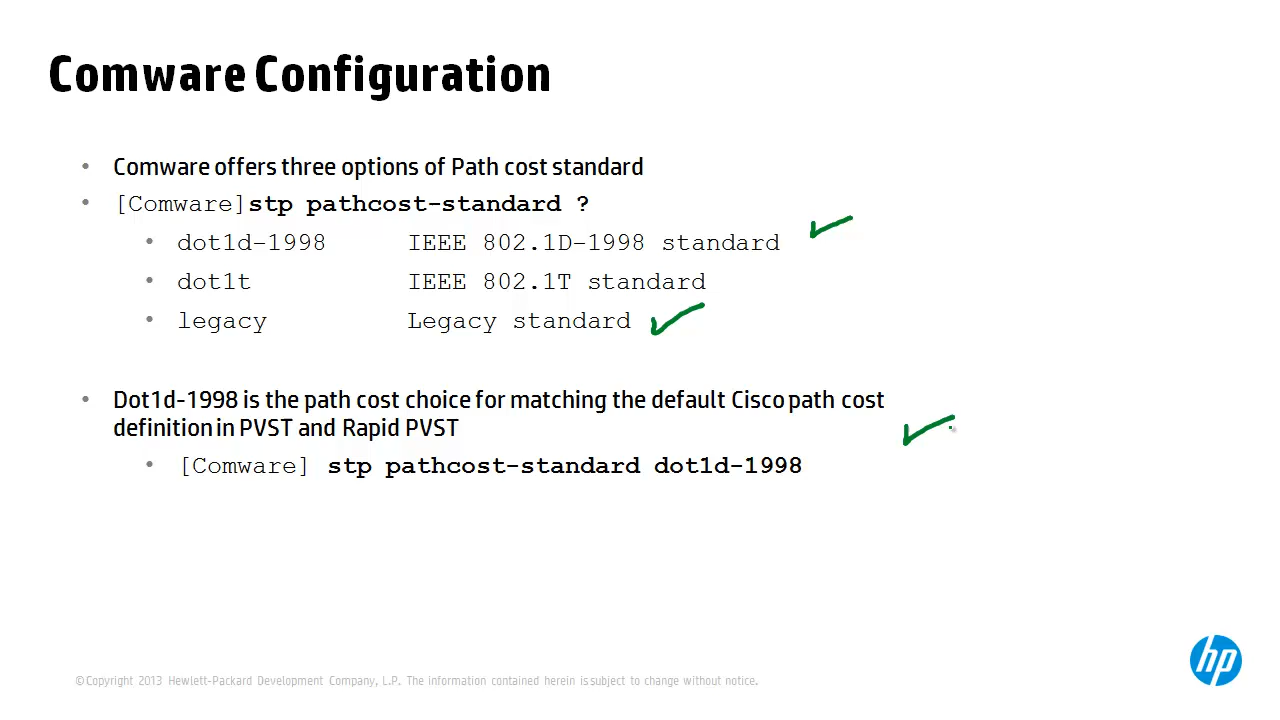 Comware Configuration
• Comware offers three options of Path cost standard
• [Comware]stp pathcost-standard ?
• dot1d-1998 IEEE 802.1D-1998 standard
• dot1t IEEE 802.1T standard
• legacy Legacy standard
• Dot1d-1998 is the path cost choice for matching the default Cisco path cost
definition in PVST and Rapid PVST
• [Comware] stp pathcost-standard dot1d-1998
hp
©Copyright 2013 Hewlett-Packard Development Company, L.P. The information contained herein is subject to change without notice.